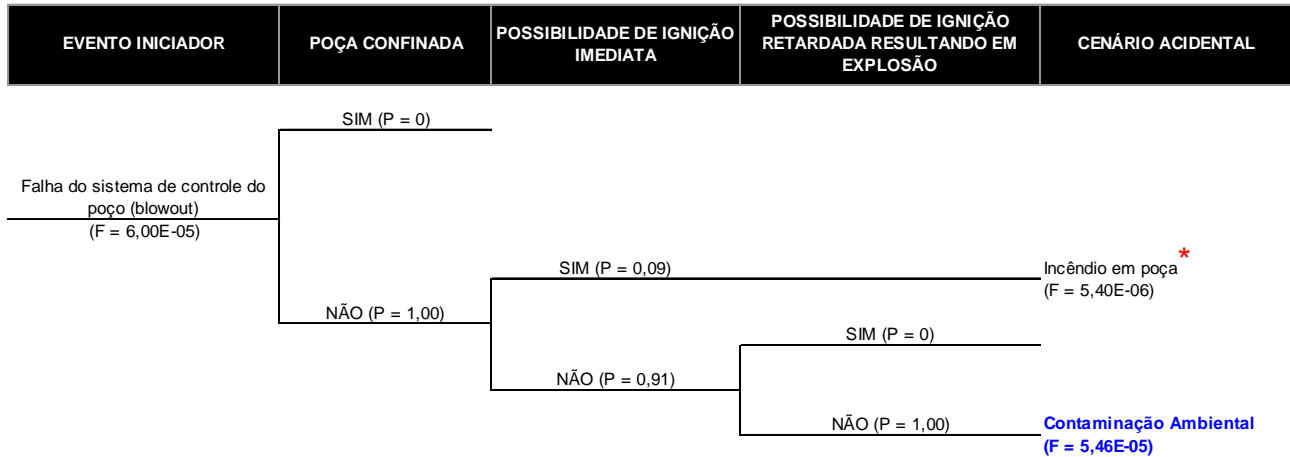 EVENTO INICIADOR
POÇA CONFINADA
POSSIBILIDADE DE IGNIÇÃO
IMEDIATA
POSSIBILIDADE DE IGNIÇÃO
RETARDADA RESULTANDO EM
EXPLOSÃO
CENÁRIO ACIDENTAL
SIM (P = 0)
Falha do sistema de controle do
poço (blowout)
(F = 6,00E-05)
SIM (P = 0,09)
Incêndio em poça*
(F = 5,40E-06)
NÃO (P = 1,00)
SIM (P = 0)
NÃO (P = 0,91)
NÃO (P = 1,00)
Contaminação Ambiental
(F = 5,46E-05)